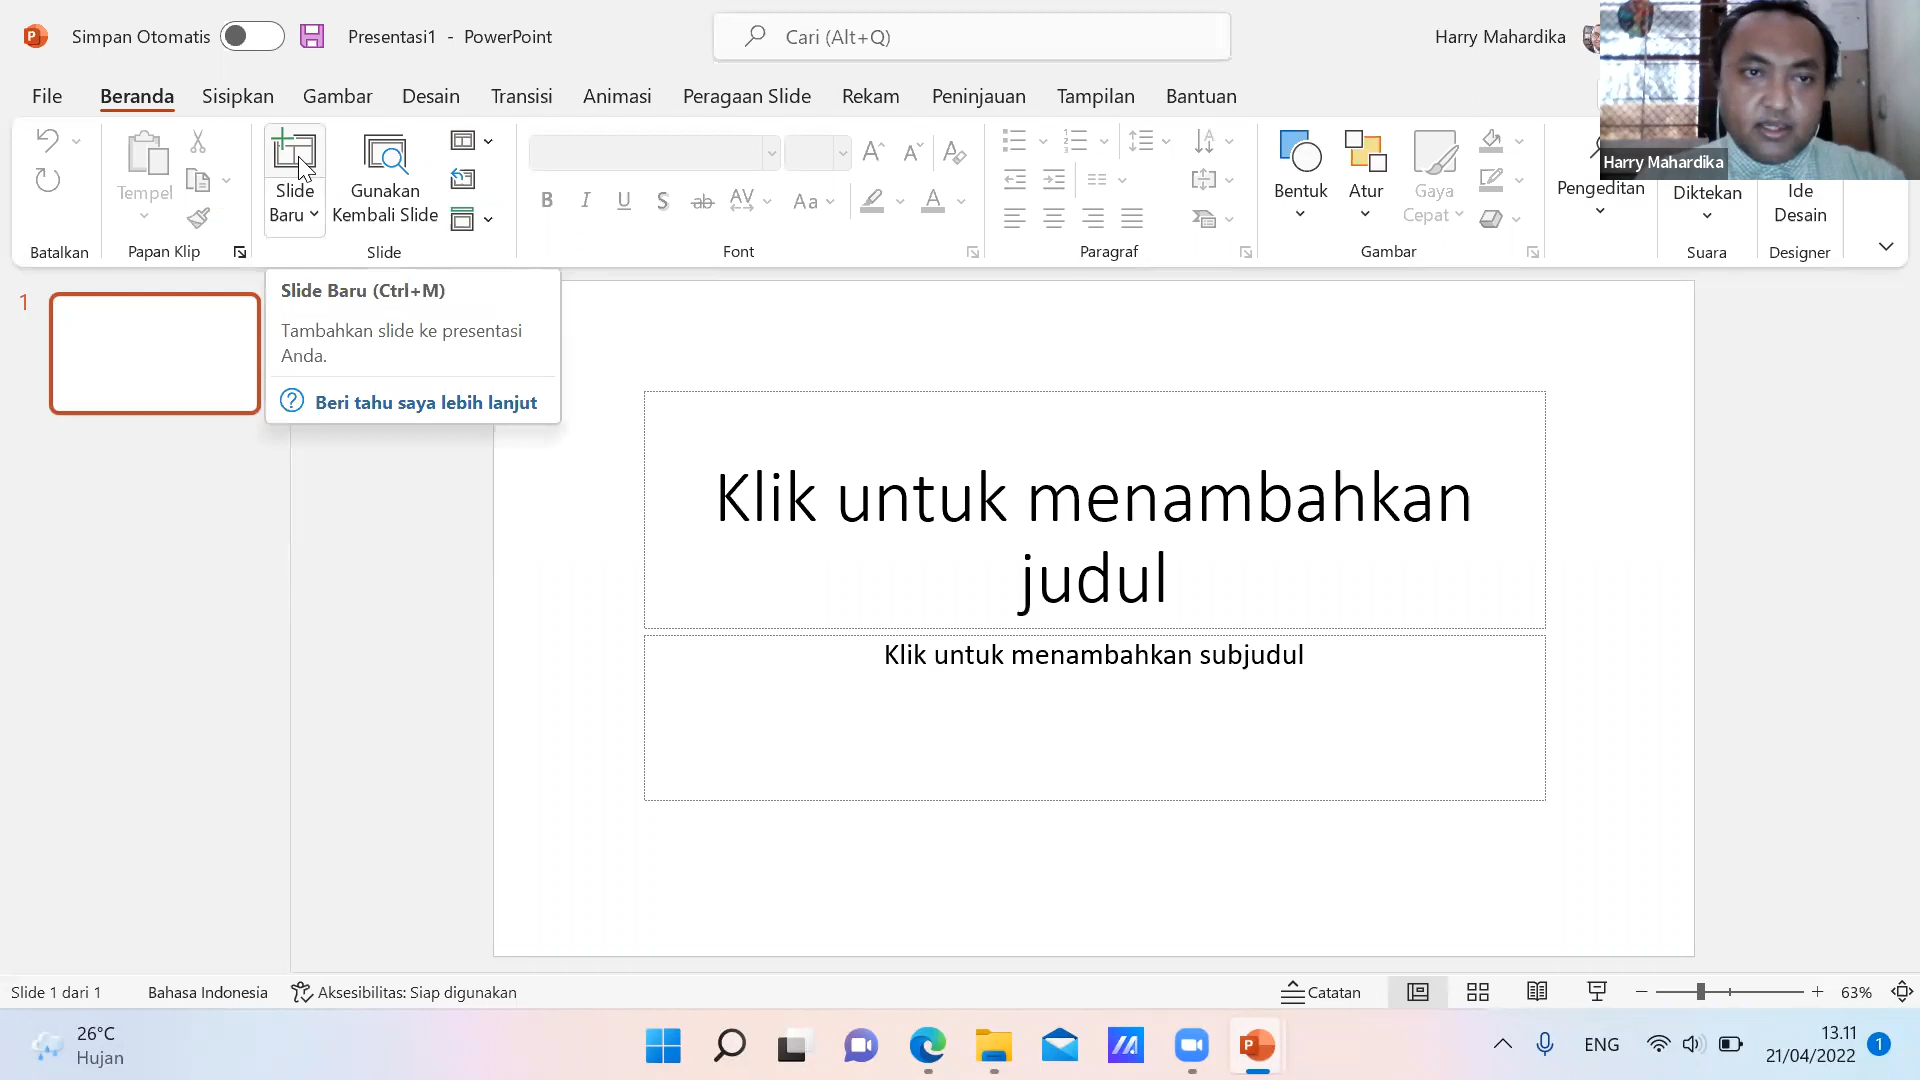 Simpan Otomatis
Presentasi1 - PowerPoint
Cari (Alt+Q)
Harry Mahardika
File
Beranda
Sisipkan
Gambar
Desain
Transisi
Animasi
Peragaan Slide
Rekam
Peninjauan
Tampilan
Bantuan
Harry Mahardika
Tempel
Slide
Baru
Gunakan
Kembali Slide
B I U S ab AV Aa A
Bentuk
Atur
Gaya
Cepat
Pengeditan
Diktekan
Ide
Desain
Batalkan
Papan Klip
Slide
Font
Paragraf
Gambar
Suara
Designer
1
Slide Baru (Ctrl+M)
Tambahkan slide ke presentasi
Anda.
Beri tahu saya lebih lanjut
Klik untuk menambahkan
judul
Klik untuk menambahkan subjudul
Slide 1 dari 1
Bahasa Indonesia
Aksesibilitas: Siap digunakan
Catatan
63%
26°C
Hujan
ENG
13.11
21/04/2022
1